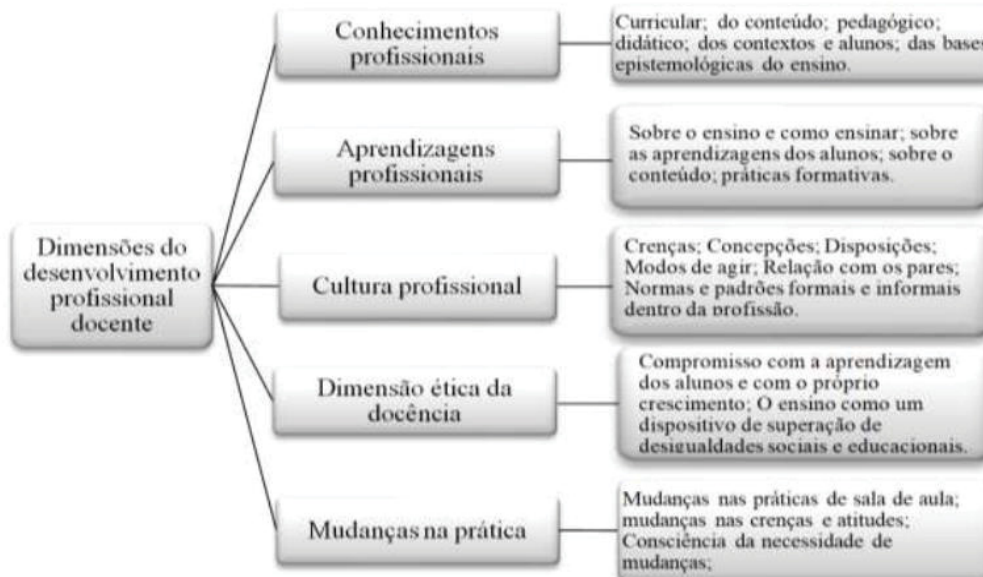 Dimensões do
desenvolvimento
profissional
docente
Conhecimentos
profissionais
Curricular; do conteúdo; pedagógico;
didático; dos contextos e alunos; das bases
epistemológicas do ensino.
Aprendizagens
profissionais
Sobre o ensino e como ensinar; sobre
as aprendizagens dos alunos; sobre o
conteúdo; práticas formativas.
Cultura profissional
Crenças; Concepções; Disposições;
Modos de agir; Relação com os pares;
Normas e padrões formais e informais
dentro da profissão.
Dimensão ética da
docência
Compromisso com a aprendizagem
dos alunos e com o próprio
crescimento; O ensino como um
dispositivo de superação de
desigualdades sociais e educacionais.
Mudanças na prática
Mudanças nas práticas de sala de aula;
mudanças nas crenças e atitudes;
Consciência da necessidade de
mudanças;